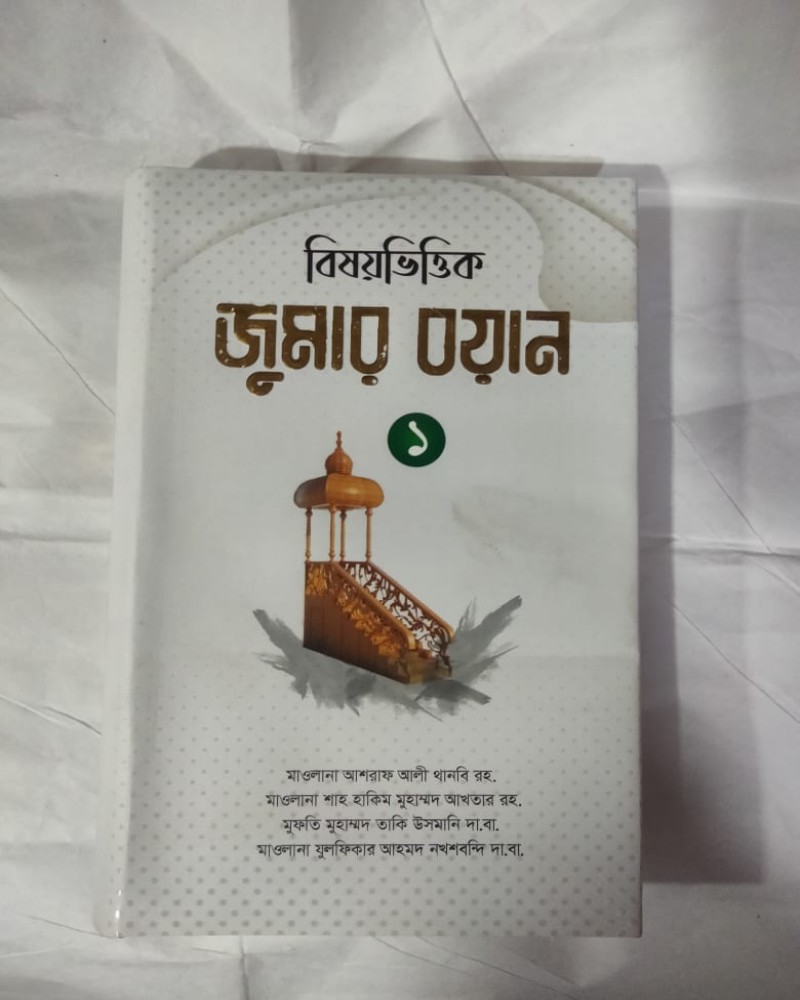 বিষয়ভিত্তিক
জুমার বয়ান
১
মাওলানা আশরাফ আলী থানবি রহ.
মাওলানা শাহ হাকিম মুহাম্মদ আখতার রহ.
মুফতি মুহাম্মদ তাকি উসমানি দা.বা.
মাওলানা যুলফিকার আহমদ নখশবন্দি দা.বা.